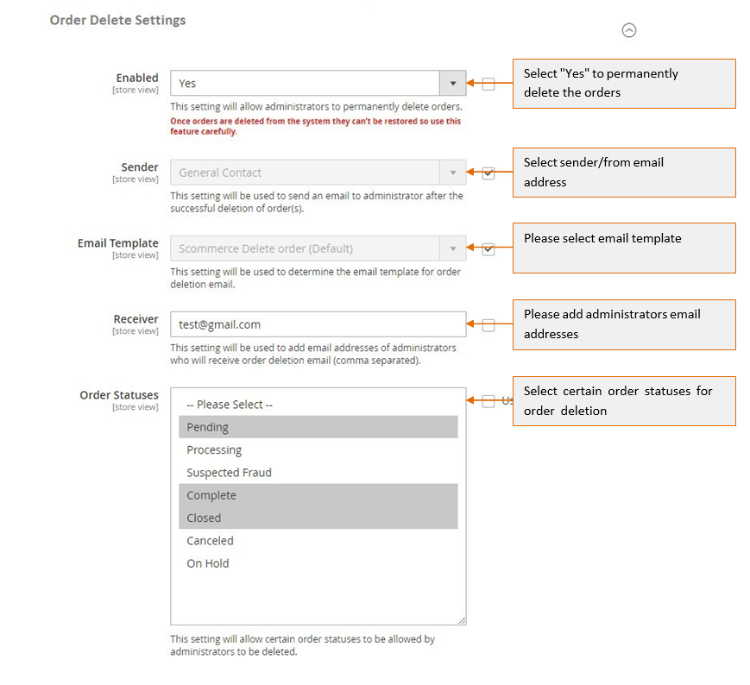 Order Delete Settings
Enabled
[store view]
Yes
Select "Yes" to permanently
delete the orders
This setting will allow administrators to permanently delete orders.
Once orders are deleted from the system they can't be restored so use this
feature carefully.
Sender
[store view]
General Contact
Select sender/from email
address
This setting will be used to send an email to administrator after the
successful deletion of order(s).
Email Template
[store view]
Scommerce Delete order (Default)
Please select email template
This setting will be used to determine the email template for order
deletion email.
Receiver
[store view]
test@gmail.com
Please add administrators email
addresses
This setting will be used to add email addresses of administrators
who will receive order deletion email (comma separated).
Order Statuses
[store view]
-- Please Select --
Pending
Processing
Suspected Fraud
Complete
Closed
Canceled
On Hold
Select certain order statuses for
order deletion
This setting will allow certain order statuses to be allowed by
administrators to be deleted.